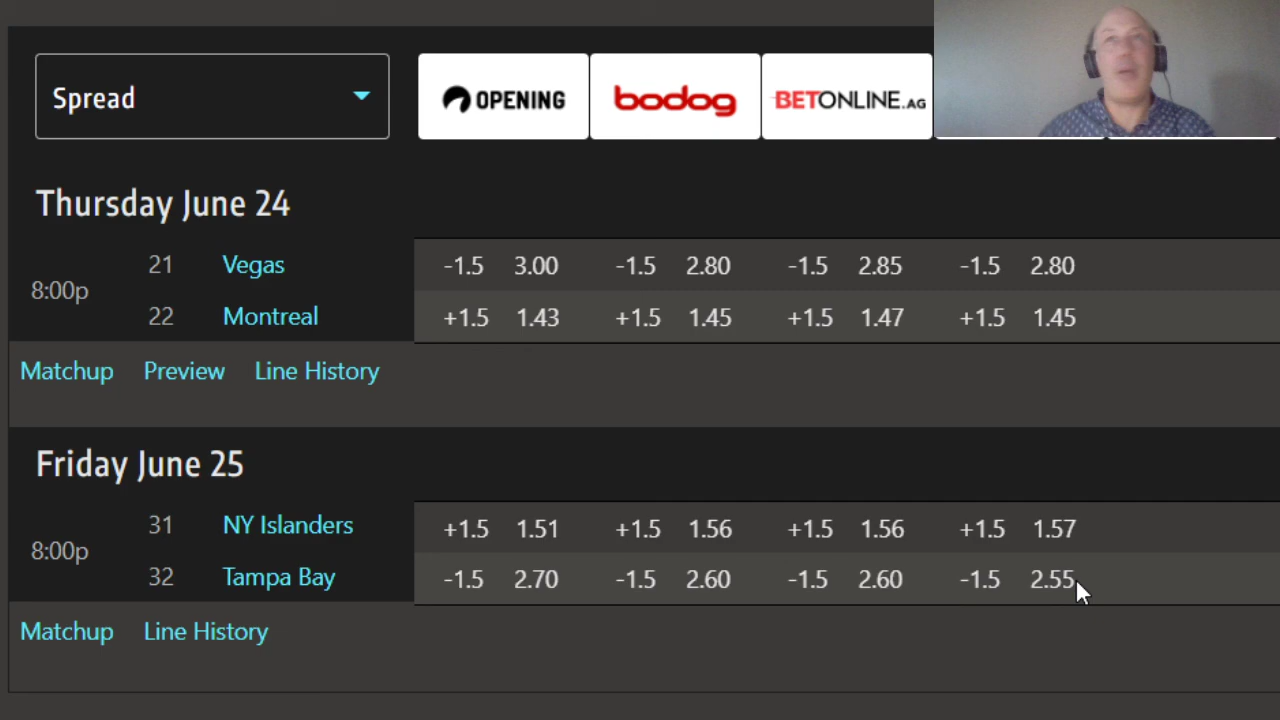 Spread OPENING bodog BETONLINE.AG
Thursday June 24
21 Vegas -1.5 3.00 -1.5 2.80 -1.5 2.85 -1.5 2.80
8:00p
22 Montreal +1.5 1.43 +1.5 1.45 +1.5 1.47 +1.5 1.45
Matchup Preview Line History
Friday June 25
31 NY Islanders +1.5 1.51 +1.5 1.56 +1.5 1.56 +1.5 1.57
8:00p
32 Tampa Bay -1.5 2.70 -1.5 2.60 -1.5 2.60 -1.5 2.55
Matchup Line History